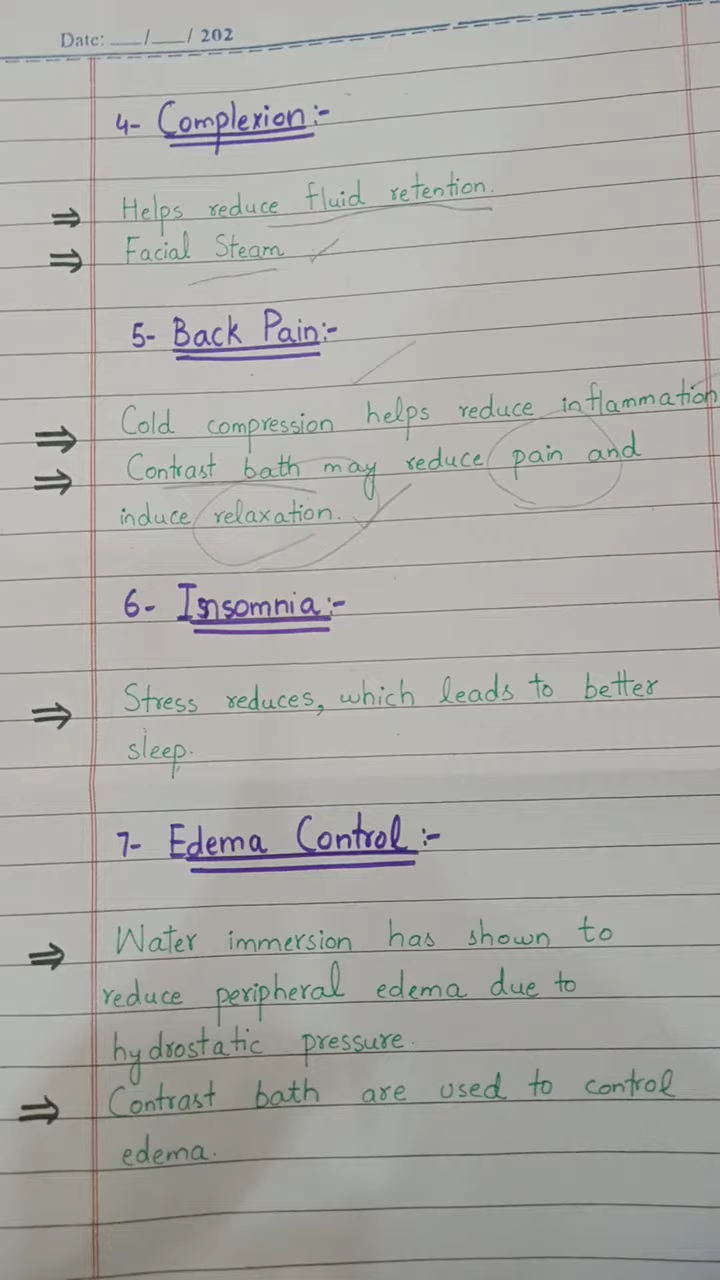 Date: ___/___/ 202
4- Complexion:-
⇒ Helps reduce fluid retention.
⇒ Facial Steam ✓
5- Back Pain:-
⇒ Cold compression helps reduce inflammation
⇒ Contrast bath may reduce pain and
induce relaxation.
6- Insomnia:-
⇒ Stress reduces, which leads to better
sleep.
7- Edema Control:-
⇒ Water immersion has shown to
reduce peripheral edema due to
hydrostatic pressure.
⇒ Contrast bath are used to control
edema.